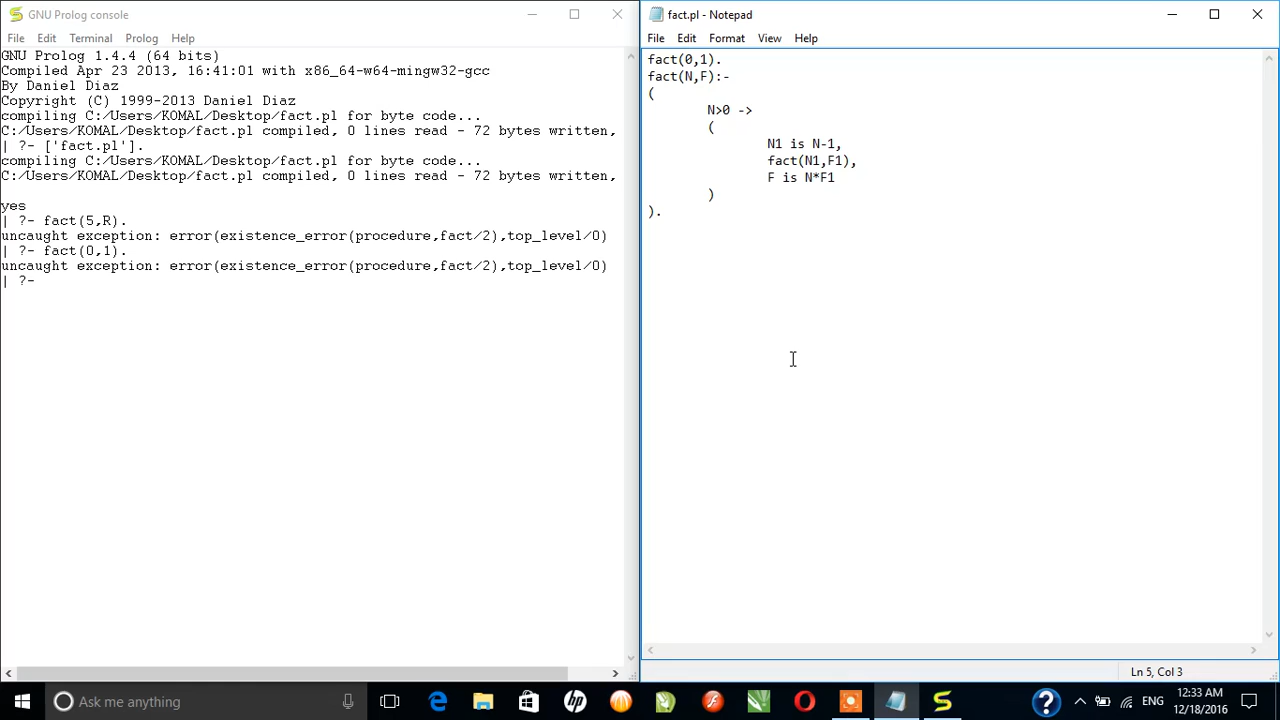 GNU Prolog console
File Edit Terminal Prolog Help
GNU Prolog 1.4.4 (64 bits)
Compiled Apr 23 2013, 16:41:01 with x86_64-w64-mingw32-gcc
By Daniel Diaz
Copyright (C) 1999-2013 Daniel Diaz
compiling C:/Users/KOMAL/Desktop/fact.pl for byte code...
C:/Users/KOMAL/Desktop/fact.pl compiled, 0 lines read - 72 bytes written,
| ?- ['fact.pl'].
compiling C:/Users/KOMAL/Desktop/fact.pl for byte code...
C:/Users/KOMAL/Desktop/fact.pl compiled, 0 lines read - 72 bytes written,
yes
| ?- fact(5,R).
uncaught exception: error(existence_error(procedure,fact/2),top_level/0)
| ?- fact(0,1).
uncaught exception: error(existence_error(procedure,fact/2),top_level/0)
| ?-
fact.pl - Notepad
File Edit Format View Help
fact(0,1).
fact(N,F):-
(
N>0 ->
(
N1 is N-1,
fact(N1,F1),
F is N*F1
)
).
Ln 5, Col 3
Ask me anything
ENG
12:33 AM
12/18/2016